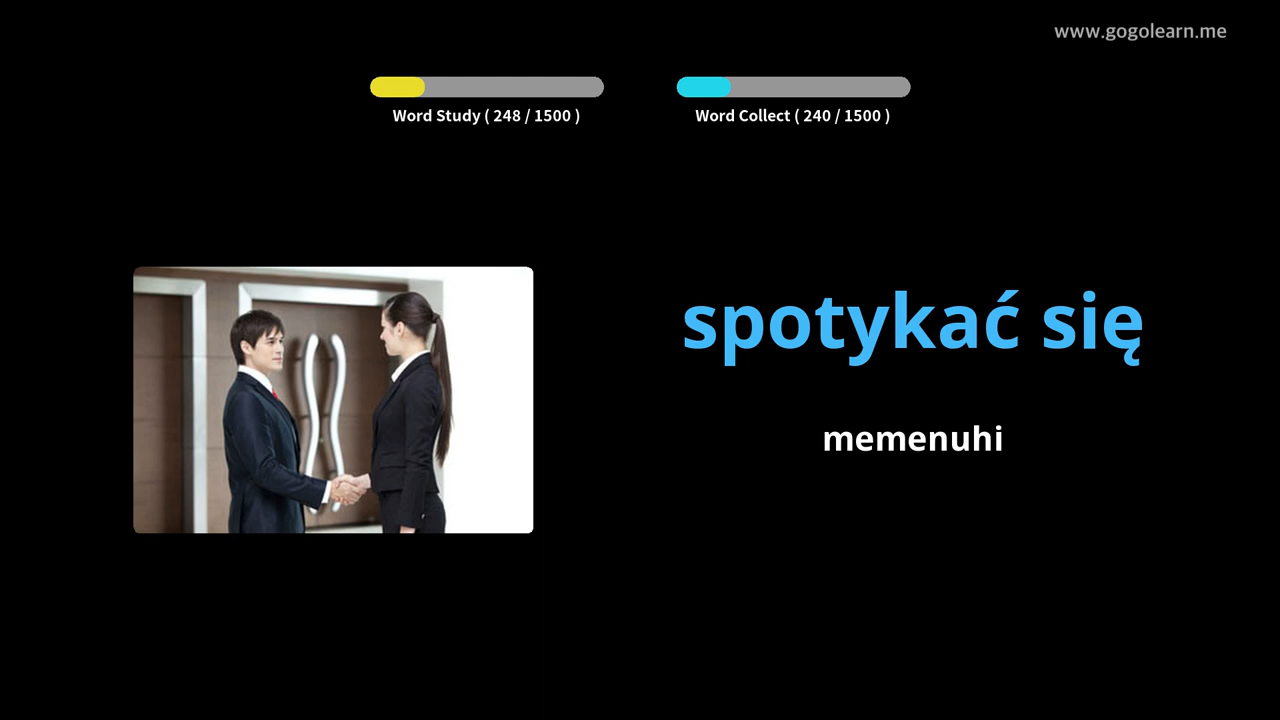 www.gogolearn.me
Word Study ( 248 / 1500 )
Word Collect ( 240 / 1500 )
spotykać się
memenuhi